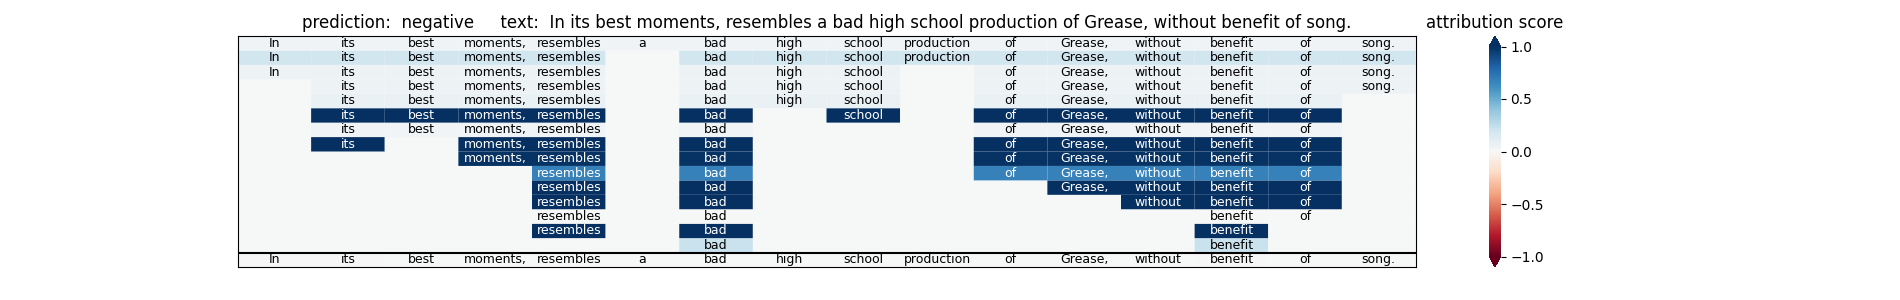 prediction:  negative     text:  In its best moments, resembles a bad high school production of Grease, without benefit of song.
attribution score
In its best moments, resembles a bad high school production of Grease, without benefit of song.
In its best moments, resembles bad high school production of Grease, without benefit of song.
In its best moments, resembles bad high school of Grease, without benefit of song.
its best moments, resembles bad high school of Grease, without benefit of song.
its best moments, resembles bad high school of Grease, without benefit of
its best moments, resembles bad school of Grease, without benefit of
its best moments, resembles bad of Grease, without benefit of
its moments, resembles bad of Grease, without benefit of
moments, resembles bad of Grease, without benefit of
resembles bad of Grease, without benefit of
resembles bad Grease, without benefit of
resembles bad without benefit of
resembles bad benefit of
resembles bad benefit
bad benefit
In its best moments, resembles a bad high school production of Grease, without benefit of song.
1.0
0.5
0.0
−0.5
−1.0